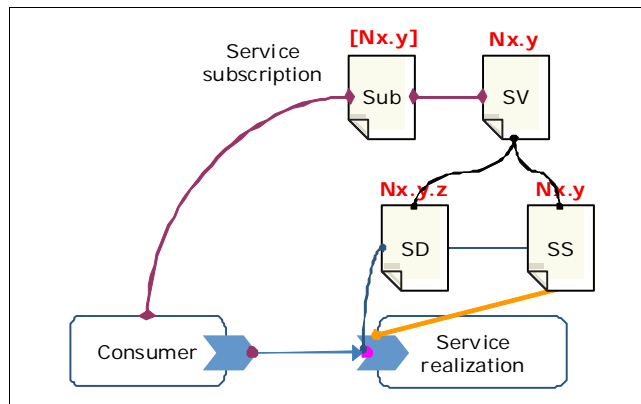 [Nx.y]
Nx.y
Service
subscription
Sub
SV
Nx.y.z
Nx.y
SD
SS
Consumer
Service
realization